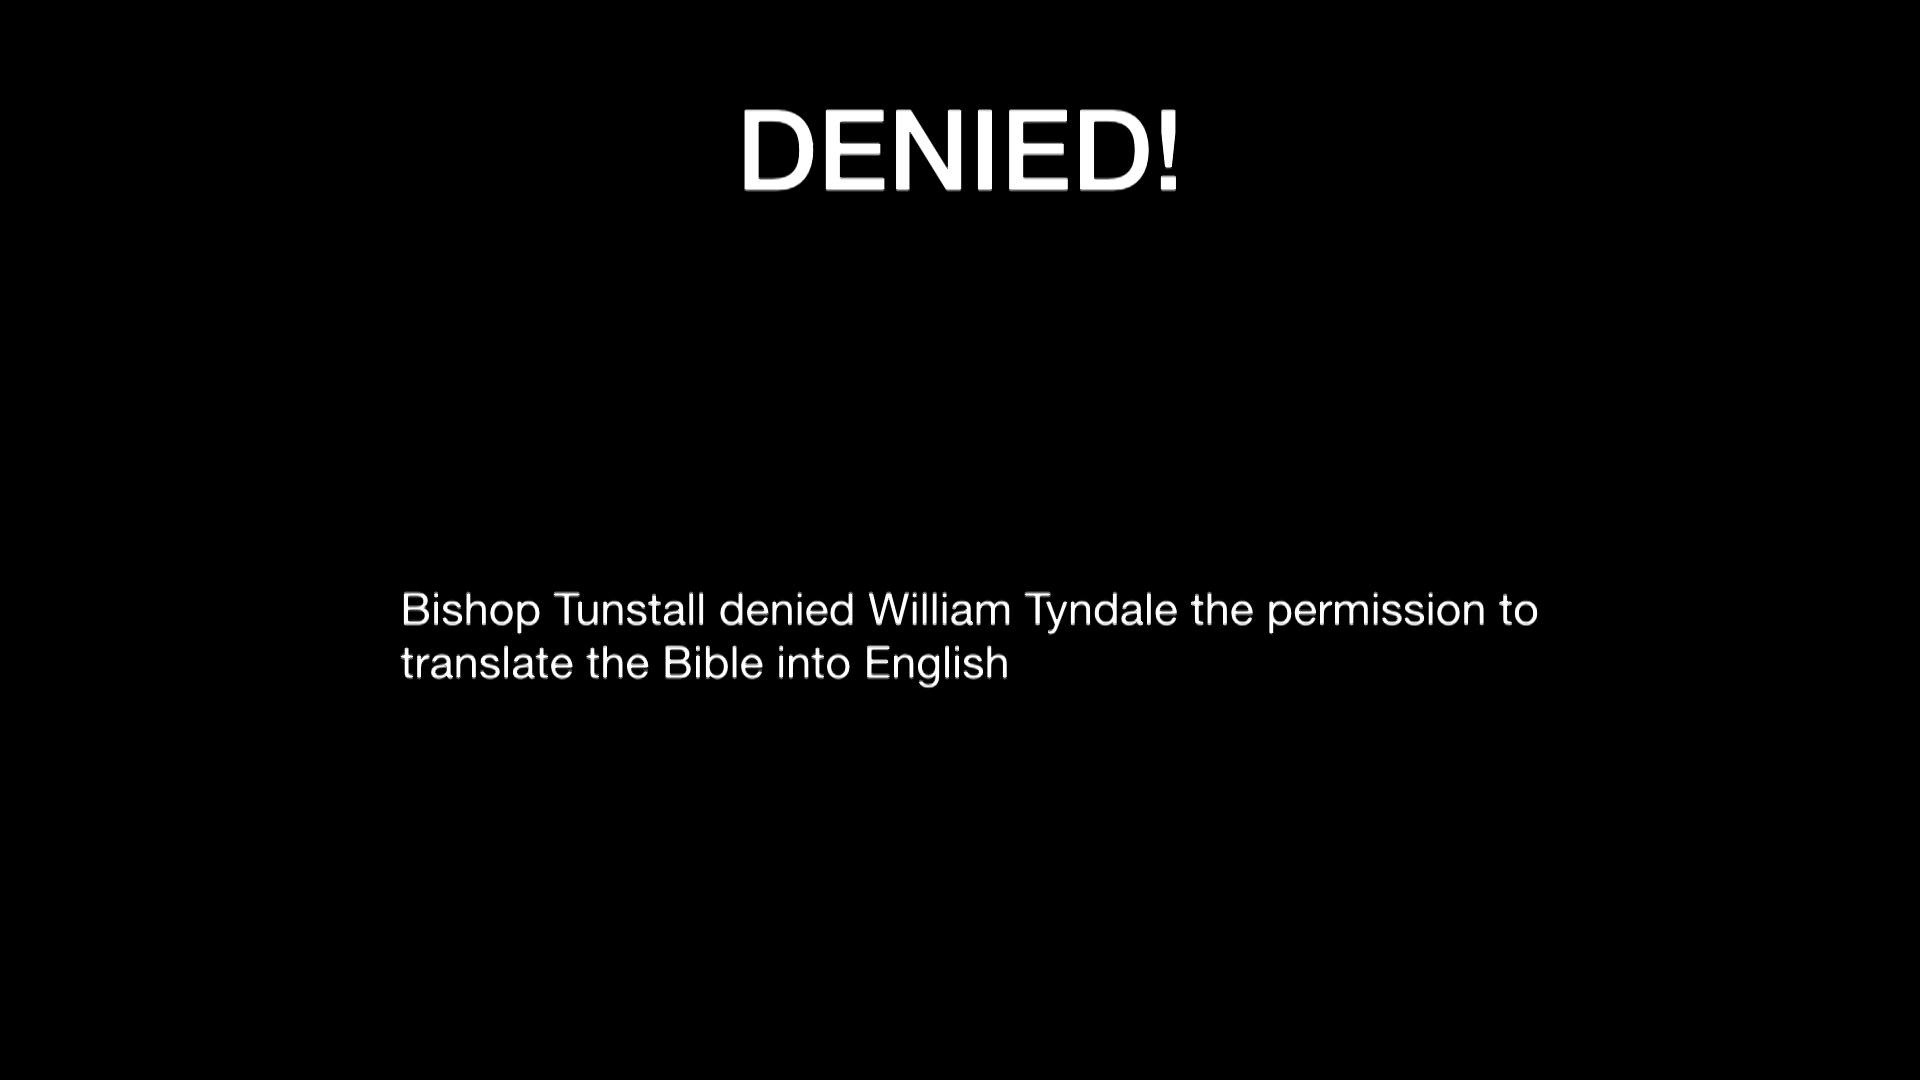 DENIED!
Bishop Tunstall denied William Tyndale the permission to
translate the Bible into English